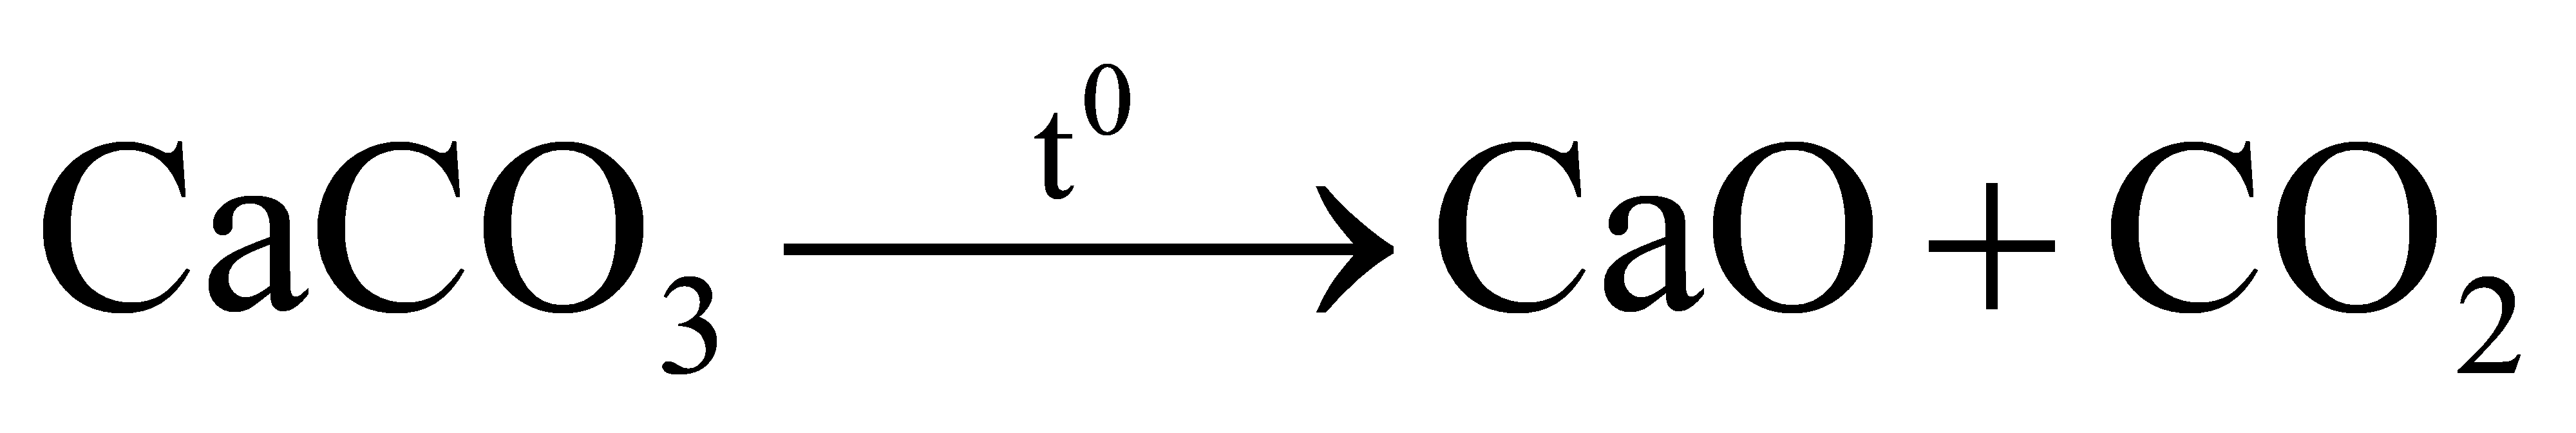 CaCO₃ —t⁰→ CaO + CO₂